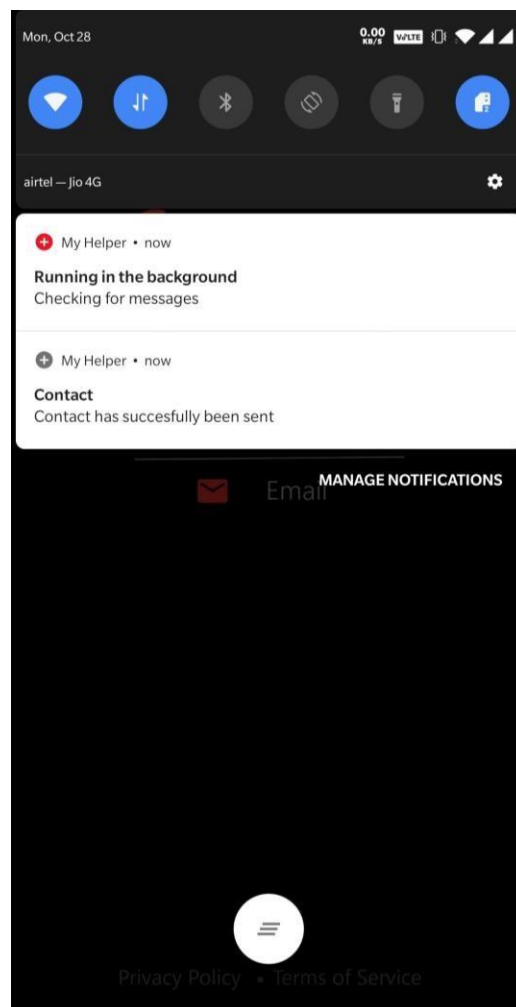 Mon, Oct 28
0.00
KB/S
VoLTE
airtel — Jio 4G
My Helper • now
Running in the background
Checking for messages
My Helper • now
Contact
Contact has succesfully been sent
Email
MANAGE NOTIFICATIONS
Privacy Policy • Terms of Service